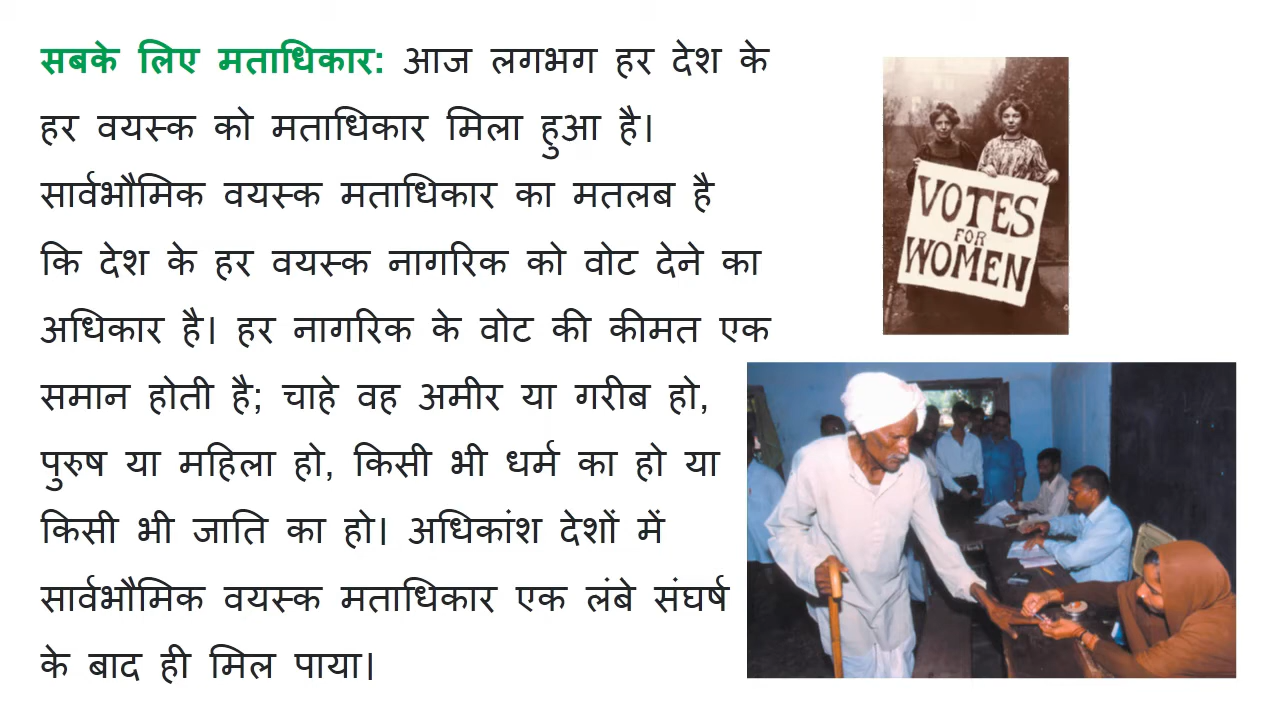 सबके लिए मताधिकार: आज लगभग हर देश के
हर वयस्क को मताधिकार मिला हुआ है।
सार्वभौमिक वयस्क मताधिकार का मतलब है
कि देश के हर वयस्क नागरिक को वोट देने का
अधिकार है। हर नागरिक के वोट की कीमत एक
समान होती है; चाहे वह अमीर या गरीब हो,
पुरुष या महिला हो, किसी भी धर्म का हो या
किसी भी जाति का हो। अधिकांश देशों में
सार्वभौमिक वयस्क मताधिकार एक लंबे संघर्ष
के बाद ही मिल पाया।
VOTES
FOR
WOMEN